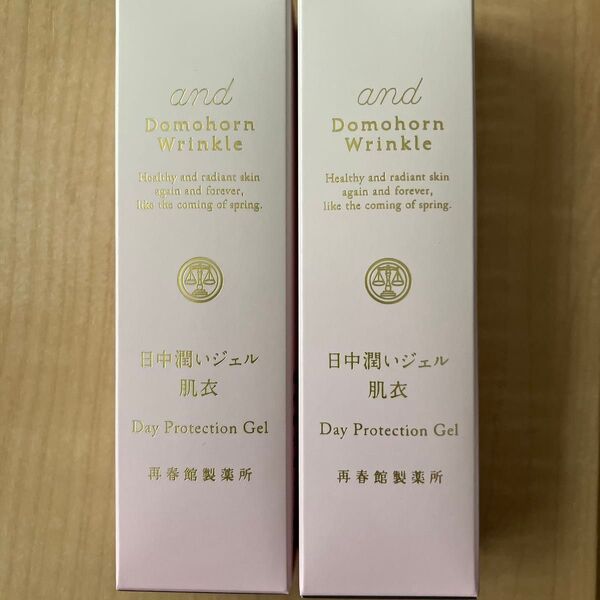 and
Domohorn
Wrinkle
Healthy and radiant skin
again and forever,
like the coming of spring.
日中潤いジェル
肌衣
Day Protection Gel
再春館製薬所
and
Domohorn
Wrinkle
Healthy and radiant skin
again and forever,
like the coming of spring.
日中潤いジェル
肌衣
Day Protection Gel
再春館製薬所